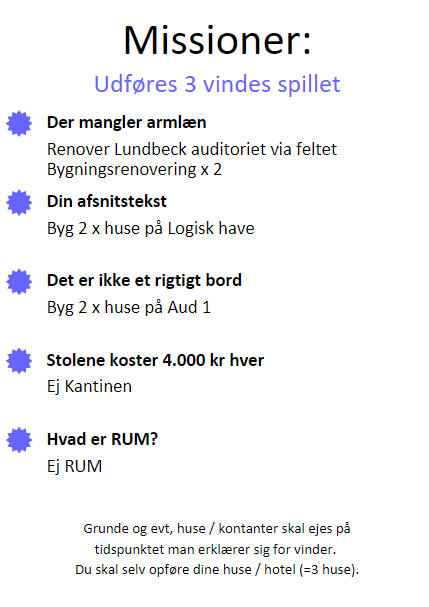 Missioner:
Udføres 3 vindes spillet
Der mangler armlæn
Renover Lundbeck auditoriet via feltet
Bygningsrenovering x 2
Din afsnitstekst
Byg 2 x huse på Logisk have
Det er ikke et rigtigt bord
Byg 2 x huse på Aud 1
Stolene koster 4.000 kr hver
Ej Kantinen
Hvad er RUM?
Ej RUM
Grunde og evt, huse / kontanter skal ejes på
tidspunktet man erklærer sig for vinder.
Du skal selv opføre dine huse / hotel (=3 huse).